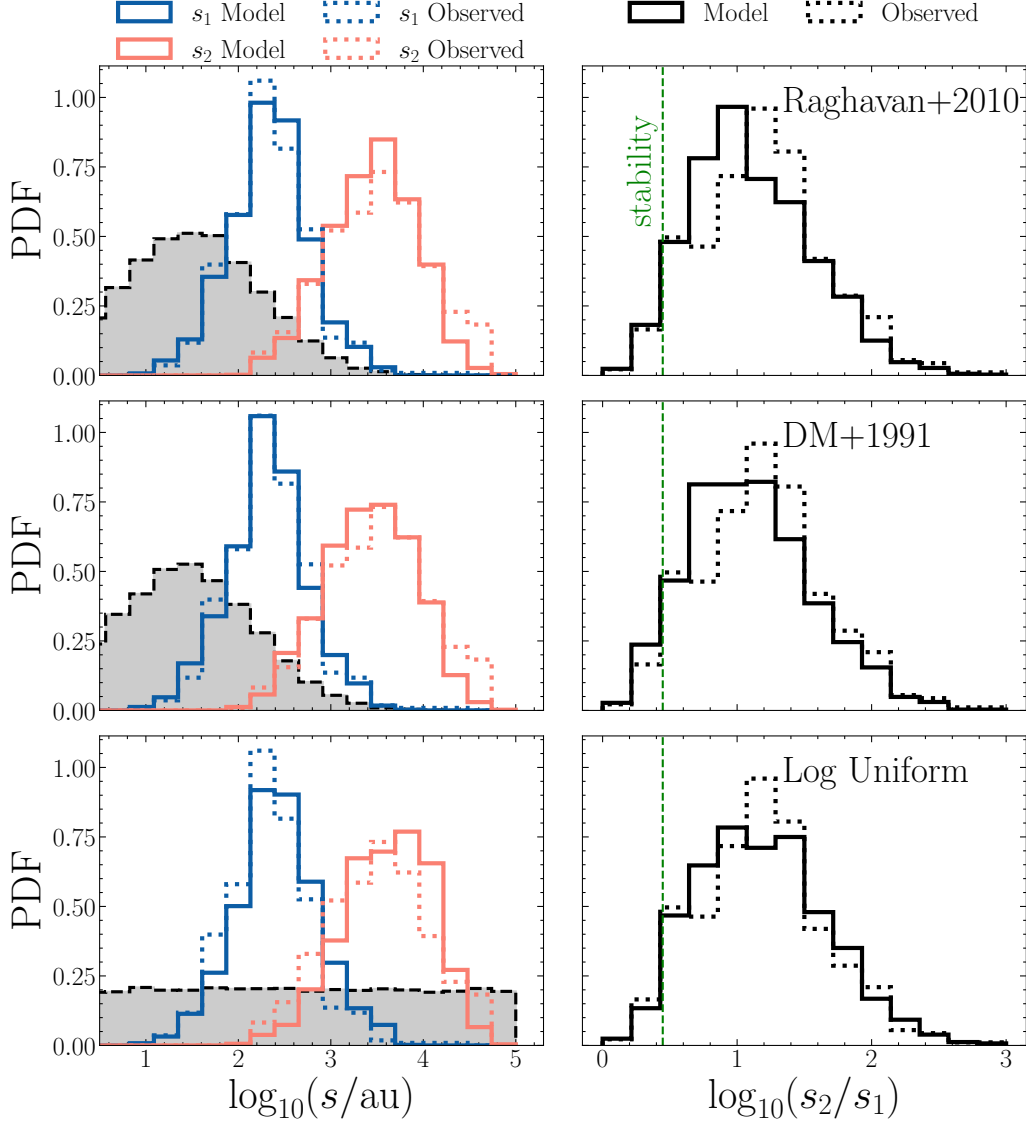 s₁ Model s₁ Observed Model Observed
s₂ Model s₂ Observed
1.00
0.75
0.50
0.25
0.00
PDF
stability
Raghavan+2010
1.00
0.75
0.50
0.25
0.00
PDF
DM+1991
1.00
0.75
0.50
0.25
0.00
PDF
Log Uniform
1 2 3 4 5
0 1 2 3
log₁₀(s/au)
log₁₀(s₂/s₁)